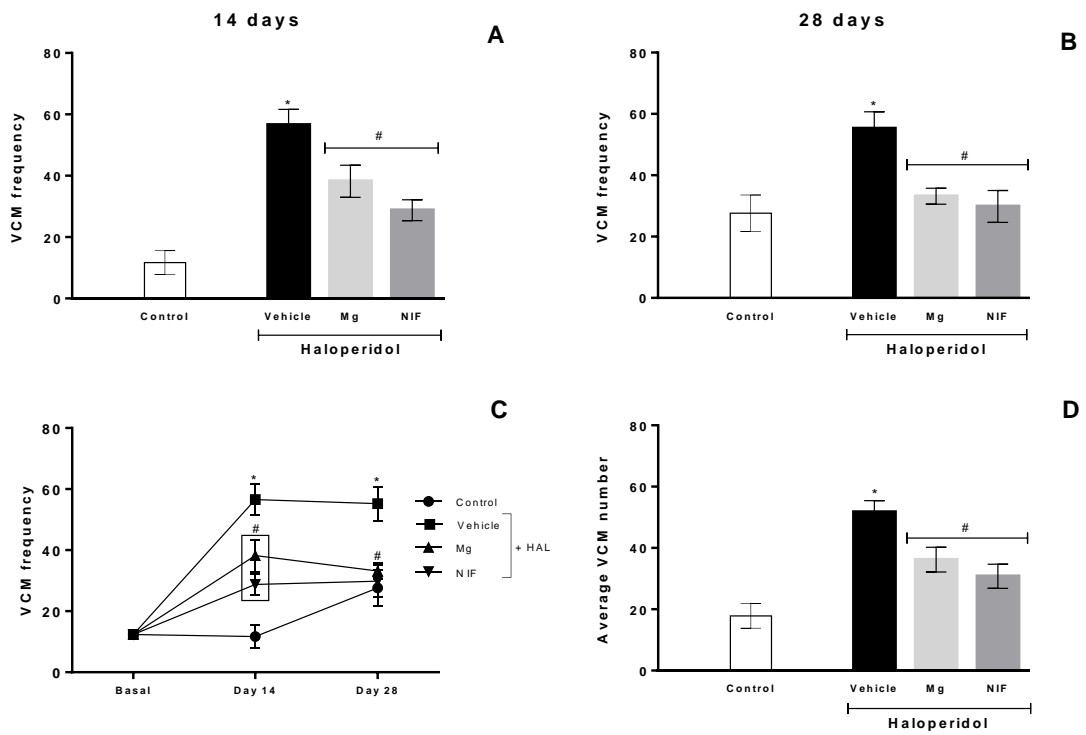 14 days
A
80
60
40
20
0
VCM frequency
*
#
Control
Vehicle
Mg
NIF
Haloperidol
28 days
B
80
60
40
20
0
VCM frequency
*
#
Control
Vehicle
Mg
NIF
Haloperidol
C
80
60
40
20
0
VCM frequency
*
*
#
#
Basal
Day 14
Day 28
Control
Vehicle
Mg
NIF
+ HAL
D
80
60
40
20
0
Average VCM number
*
#
Control
Vehicle
Mg
NIF
Haloperidol